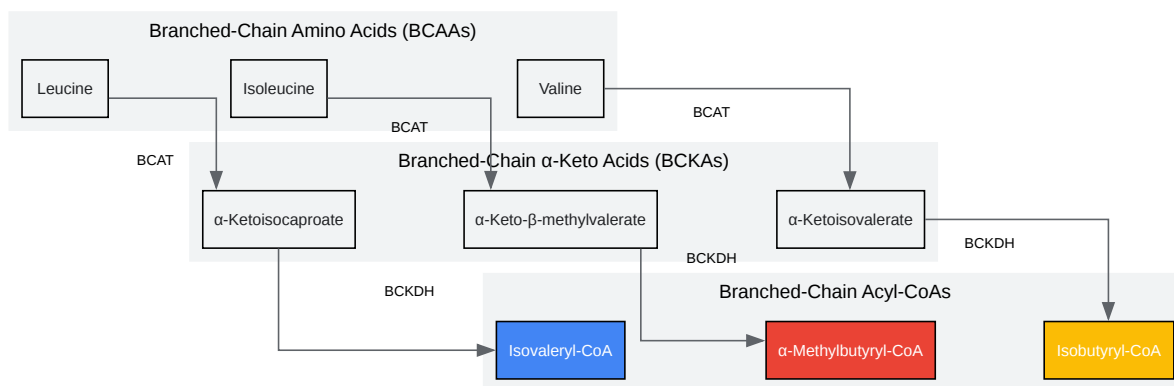 Branched-Chain Amino Acids (BCAAs)
Leucine
Isoleucine
Valine
BCAT
BCAT
BCAT
Branched-Chain α-Keto Acids (BCKAs)
α-Ketoisocaproate
α-Keto-β-methylvalerate
α-Ketoisovalerate
BCKDH
BCKDH
BCKDH
Branched-Chain Acyl-CoAs
Isovaleryl-CoA
α-Methylbutyryl-CoA
Isobutyryl-CoA